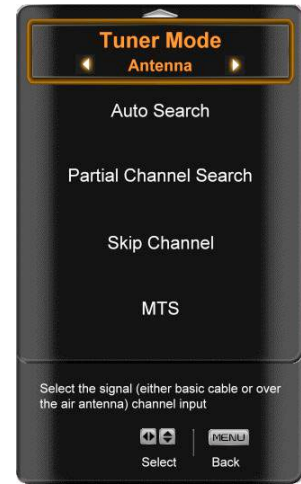 Tuner Mode
Antenna
Auto Search
Partial Channel Search
Skip Channel
MTS
Select the signal (either basic cable or over
the air antenna) channel input
MENU
Select Back